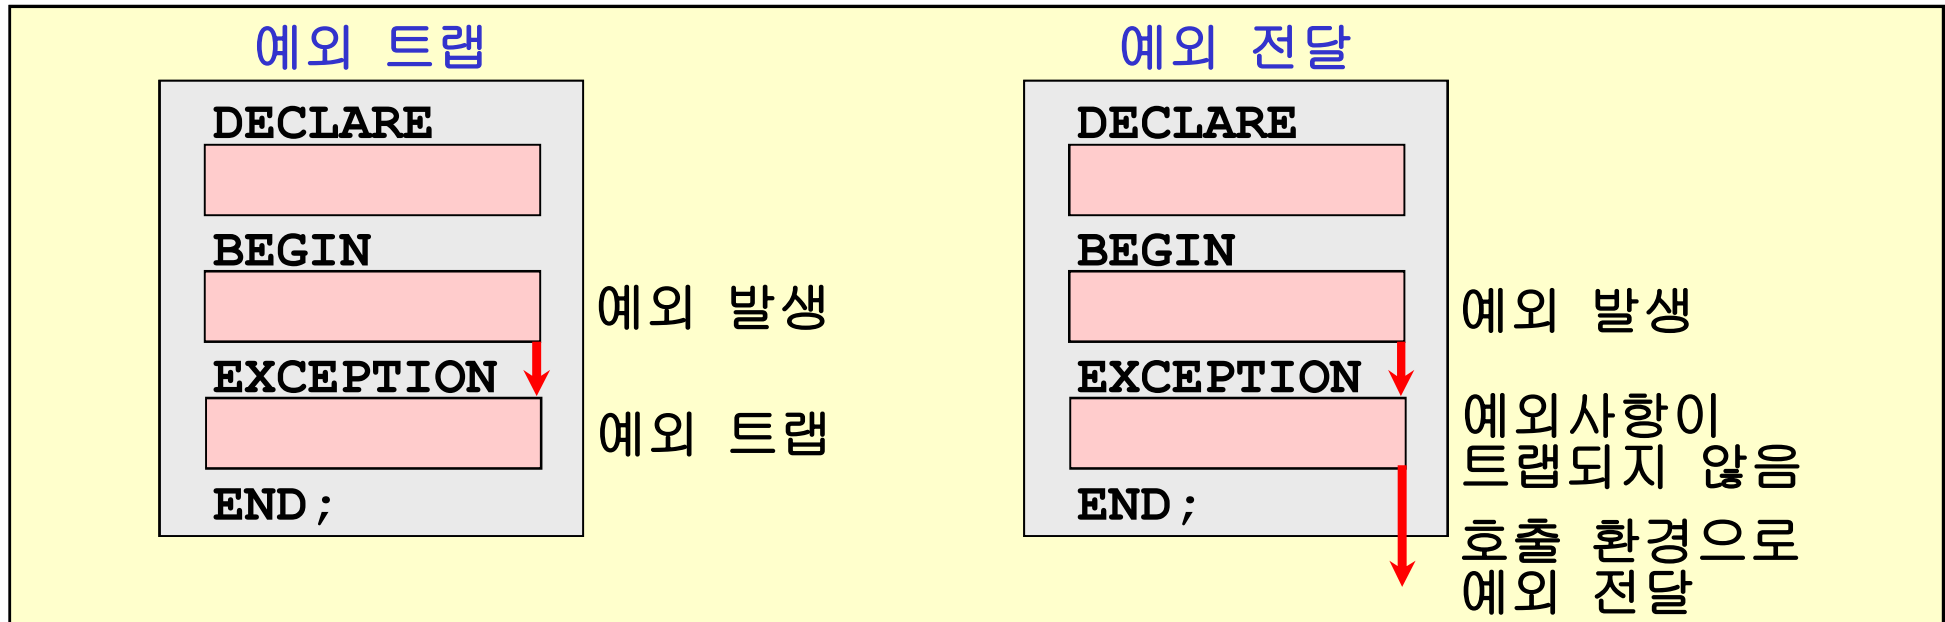 예외 트랩
DECLARE
BEGIN
예외 발생
EXCEPTION
예외 트랩
END;
예외 전달
DECLARE
BEGIN
예외 발생
EXCEPTION
예외사항이
트랩되지 않음
END;
호출 환경으로
예외 전달